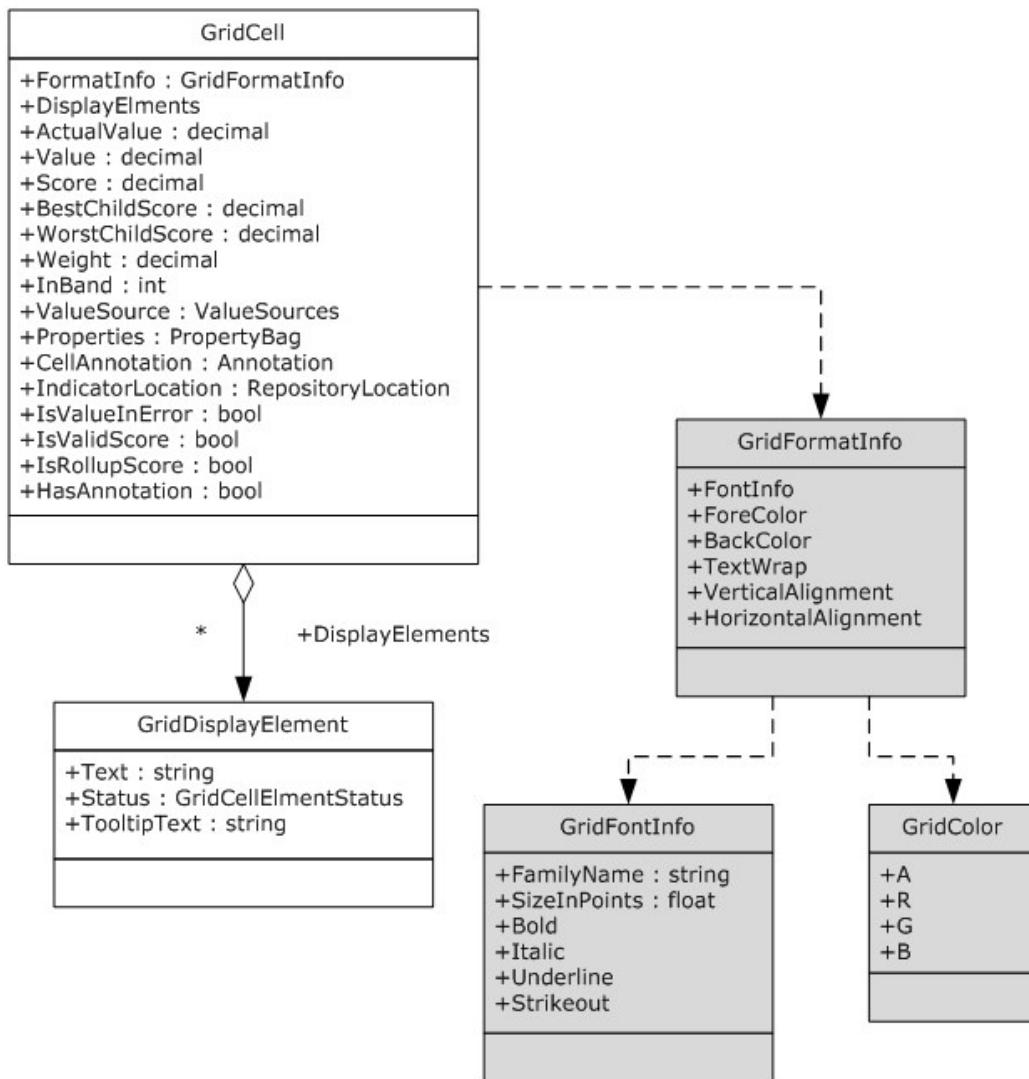 GridCell
+FormatInfo : GridFormatInfo
+DisplayElments
+ActualValue : decimal
+Value : decimal
+Score : decimal
+BestChildScore : decimal
+WorstChildScore : decimal
+Weight : decimal
+InBand : int
+ValueSource : ValueSources
+Properties : PropertyBag
+CellAnnotation : Annotation
+IndicatorLocation : RepositoryLocation
+IsValueInError : bool
+IsValidScore : bool
+IsRollupScore : bool
+HasAnnotation : bool
* +DisplayElements
GridDisplayElement
+Text : string
+Status : GridCellElmentStatus
+TooltipText : string
GridFormatInfo
+FontInfo
+ForeColor
+BackColor
+TextWrap
+VerticalAlignment
+HorizontalAlignment
GridFontInfo
+FamilyName : string
+SizeInPoints : float
+Bold
+Italic
+Underline
+Strikeout
GridColor
+A
+R
+G
+B